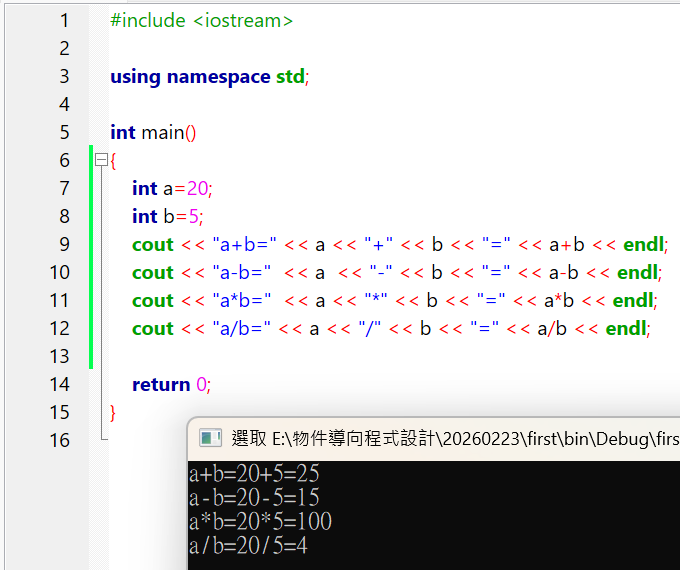 1 #include <iostream>
2
3 using namespace std;
4
5 int main()
6 {
7 int a=20;
8 int b=5;
9 cout << "a+b=" << a << "+" << b << "=" << a+b << endl;
10 cout << "a-b="  << a  << "-" << b << "=" << a-b << endl;
11 cout << "a*b="  << a << "*" << b << "=" << a*b << endl;
12 cout << "a/b=" << a << "/" << b << "=" << a/b << endl;
13
14 return 0;
15 }
16
選取 E:\物件導向程式設計\20260223\first\bin\Debug\firs
a+b=20+5=25
a-b=20-5=15
a*b=20*5=100
a/b=20/5=4